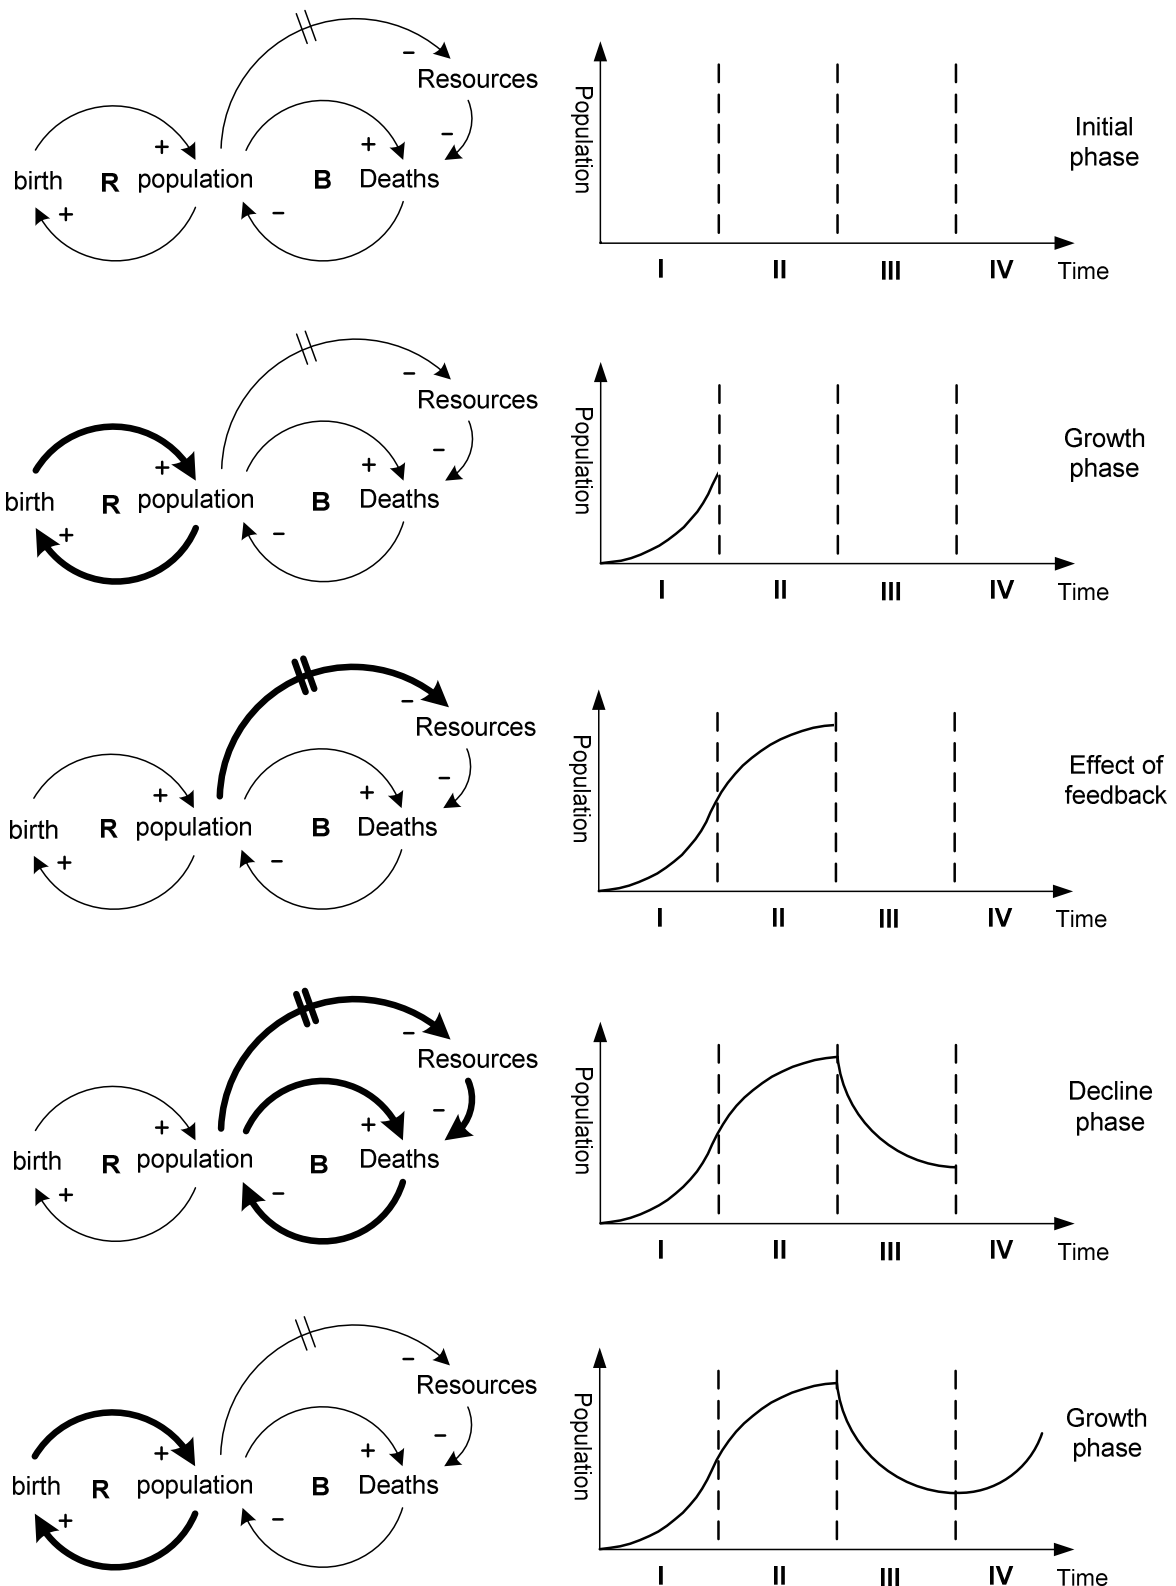 −
Resources
−
+
+
birth
R
population
B
Deaths
+
−
Population
Initial
phase
I
II
III
IV
Time
−
Resources
−
+
+
birth
R
population
B
Deaths
+
−
Population
Growth
phase
I
II
III
IV
Time
−
Resources
−
+
+
birth
R
population
B
Deaths
+
−
Population
Effect of
feedback
I
II
III
IV
Time
−
Resources
−
+
+
birth
R
population
B
Deaths
+
−
Population
Decline
phase
I
II
III
IV
Time
−
Resources
−
+
+
birth
R
population
B
Deaths
+
−
Population
Growth
phase
I
II
III
IV
Time